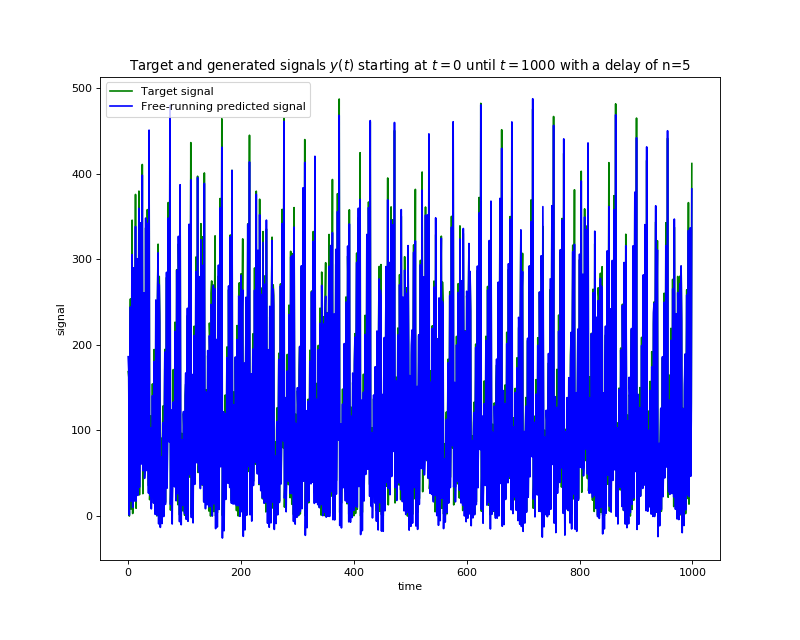 Target and generated signals y(t) starting at t = 0 until t = 1000 with a delay of n=5
Target signal
Free-running predicted signal
500
400
300
200
100
0
signal
0 200 400 600 800 1000
time